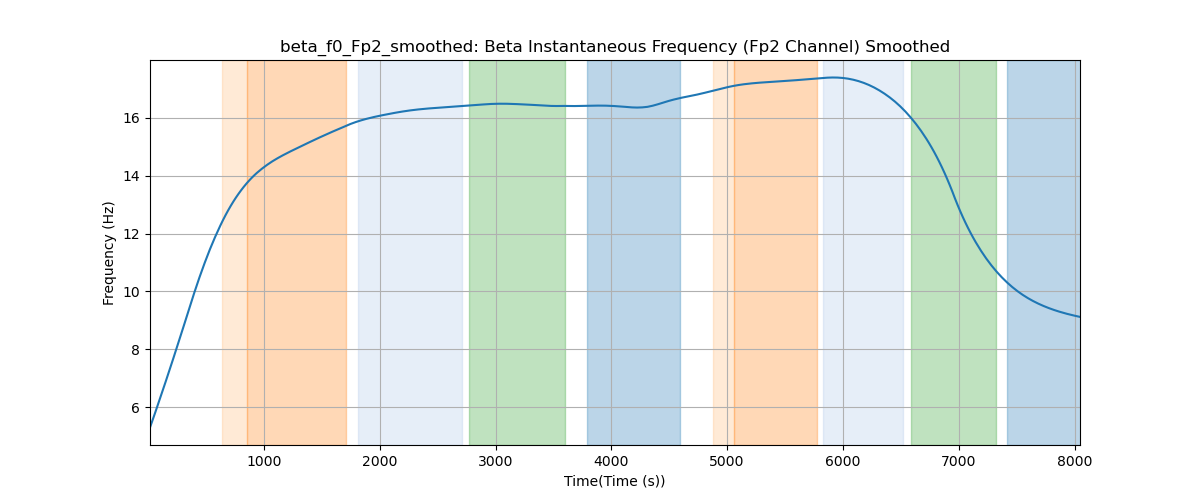 beta_f0_Fp2_smoothed: Beta Instantaneous Frequency (Fp2 Channel) Smoothed
Frequency (Hz)
16
14
12
10
8
6
1000 2000 3000 4000 5000 6000 7000 8000
Time(Time (s))